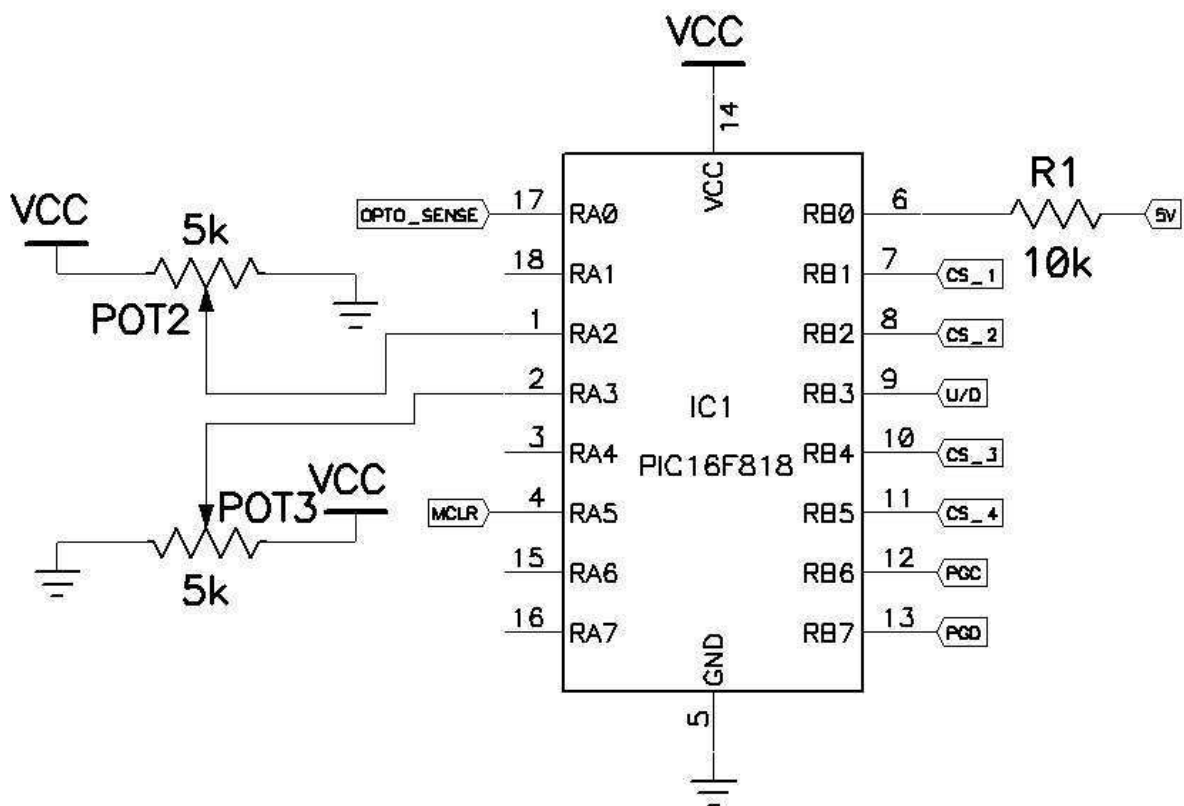 VCC
14
VCC
R1
17
RA0
RB0
6
OPTO_SENSE
5V
VCC
5k
10k
18
RA1
RB1
7
CS_1
POT2
1
RA2
RB2
8
CS_2
2
RA3
RB3
9
U/D
IC1
3
RA4
RB4
10
CS_3
PIC16F818
VCC
POT3
4
MCLR
RA5
RB5
11
CS_4
5k
15
RA6
RB6
12
PGC
16
RA7
RB7
13
PGD
GND
5